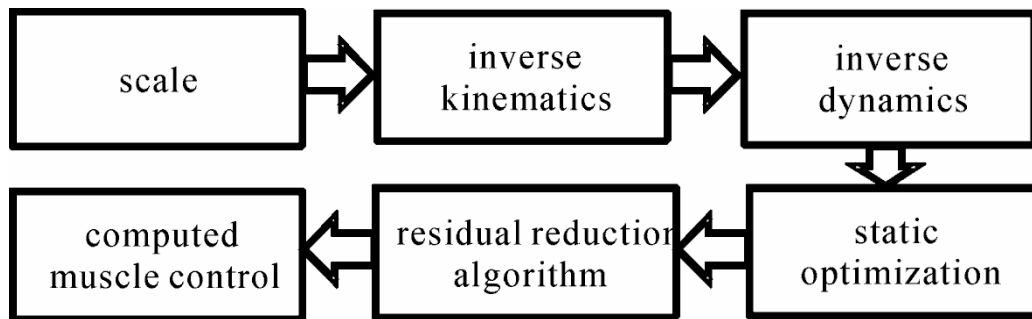 scale
inverse
kinematics
inverse
dynamics
static
optimization
residual reduction
algorithm
computed
muscle control